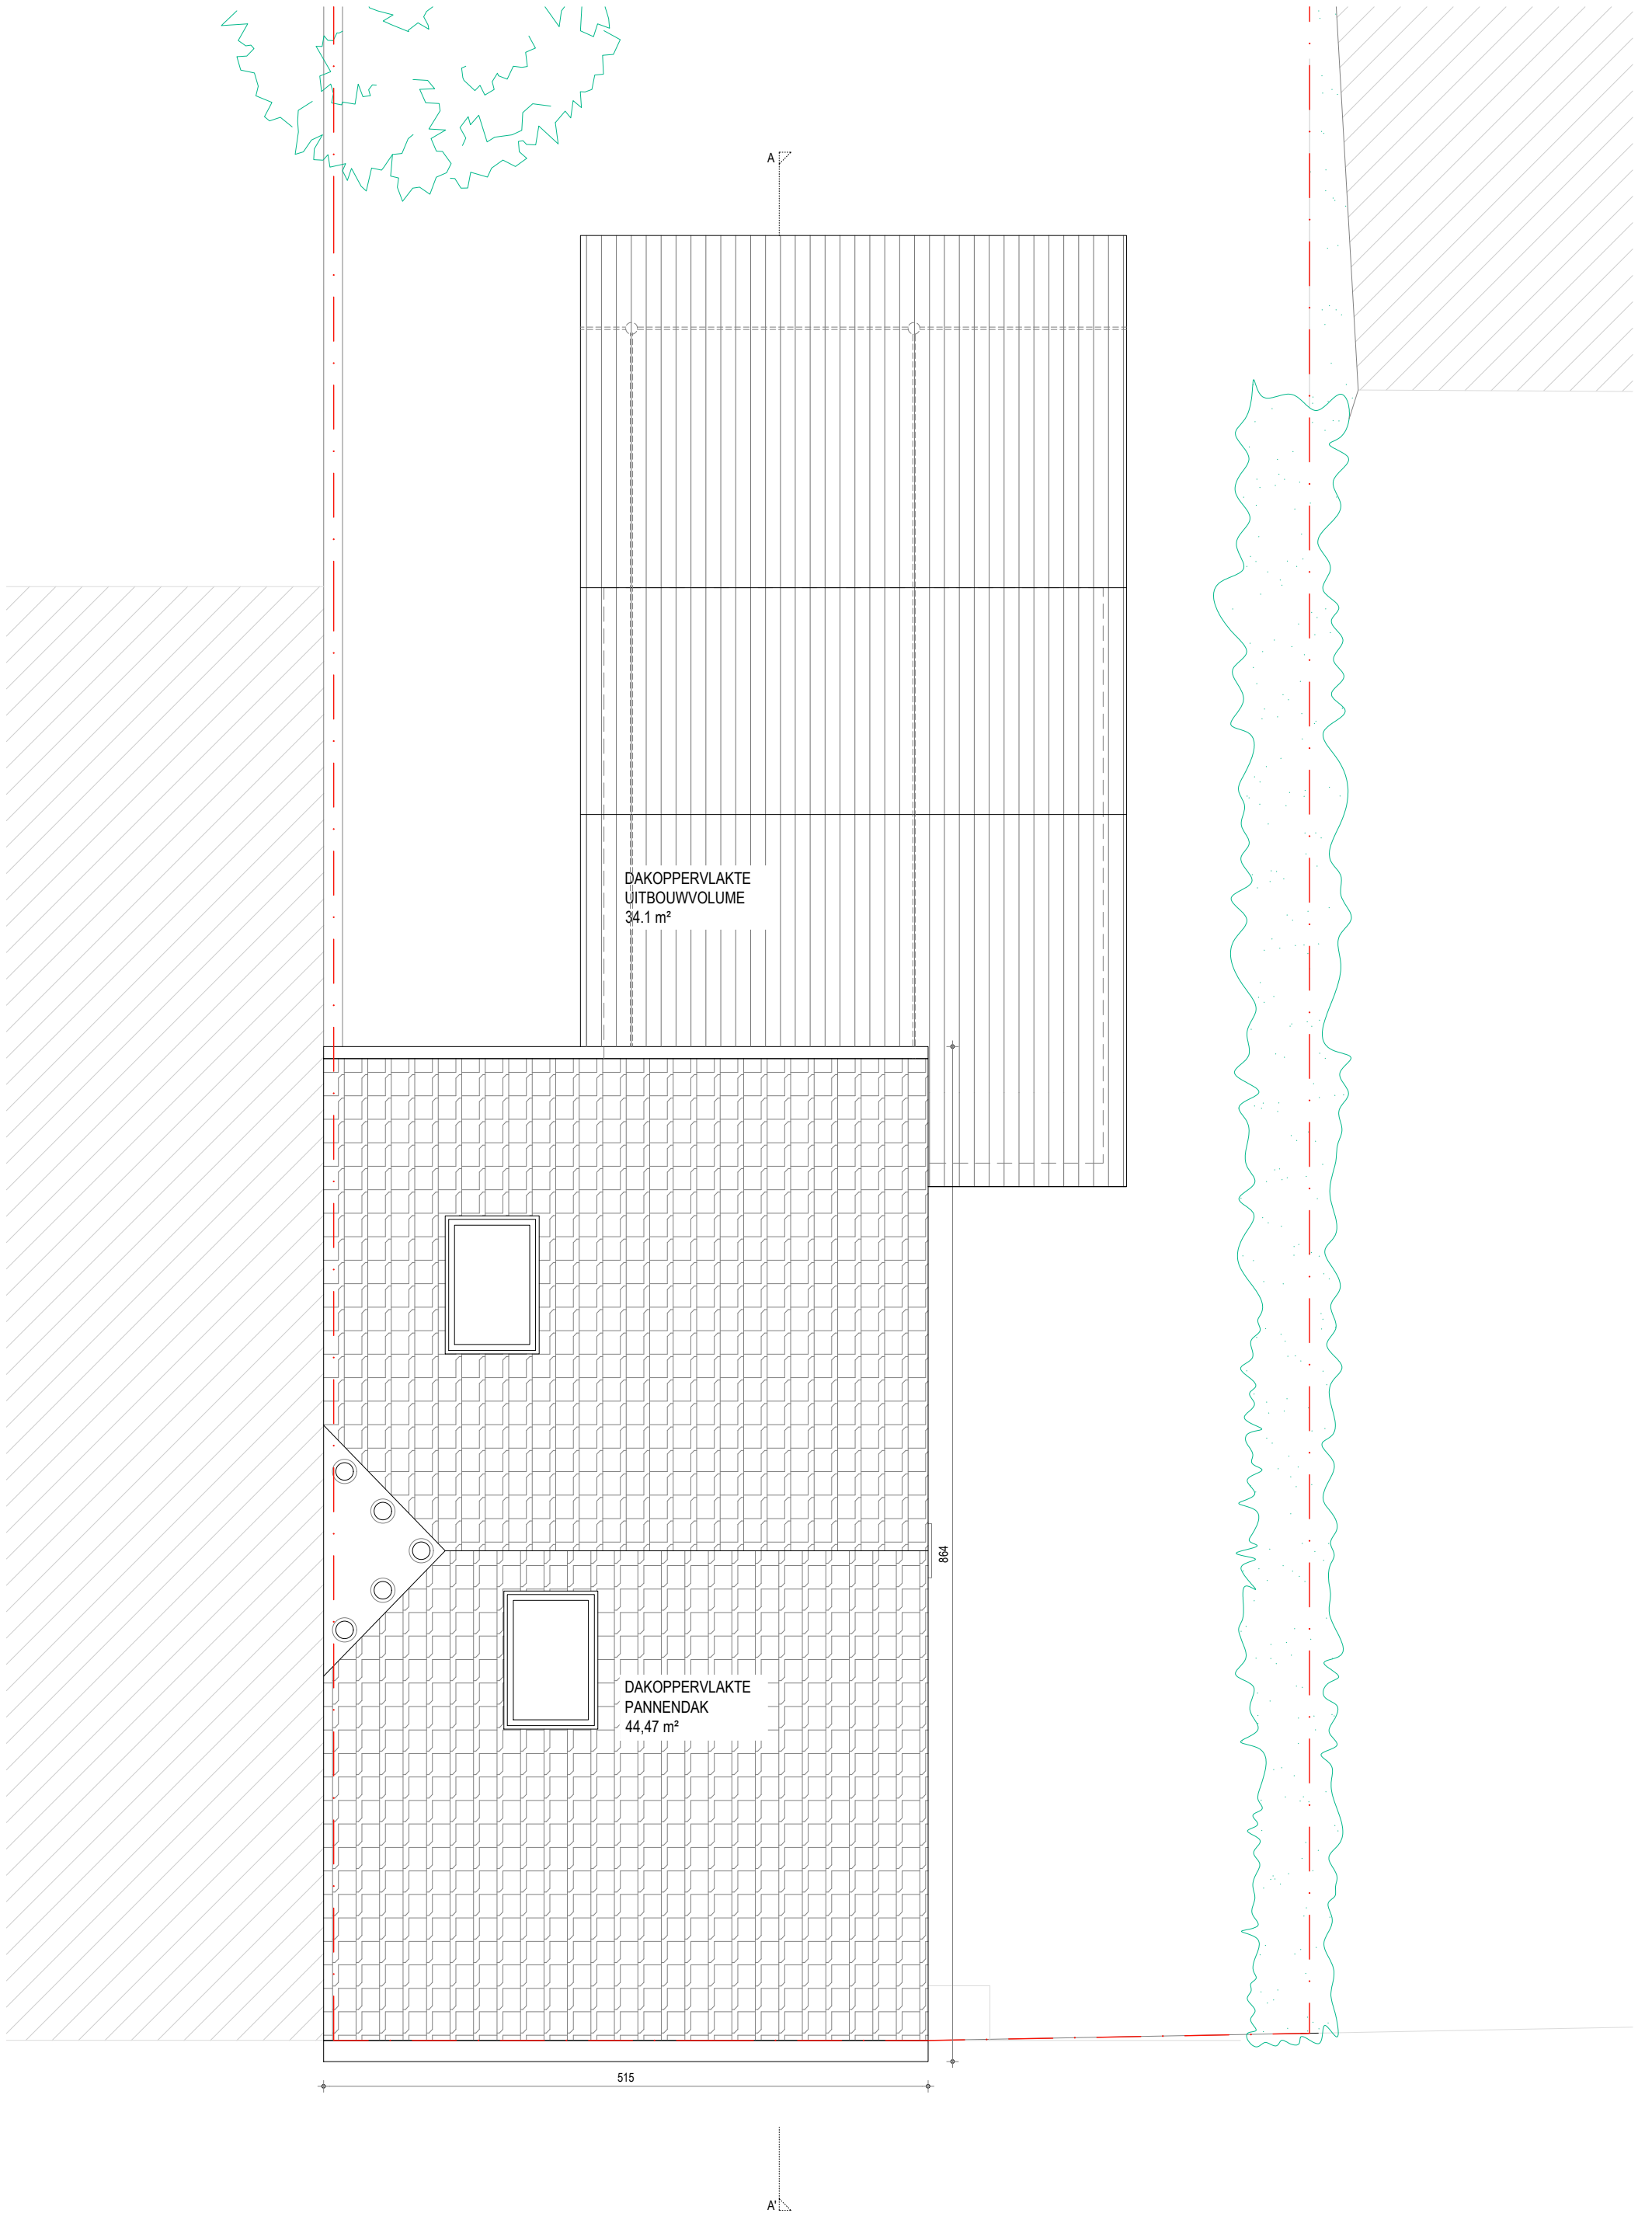 A
DAKOPPERVLAKTE
UITBOUWVOLUME
34.1 m²
864
DAKOPPERVLAKTE
PANNENDAK
44,47 m²
515
A'